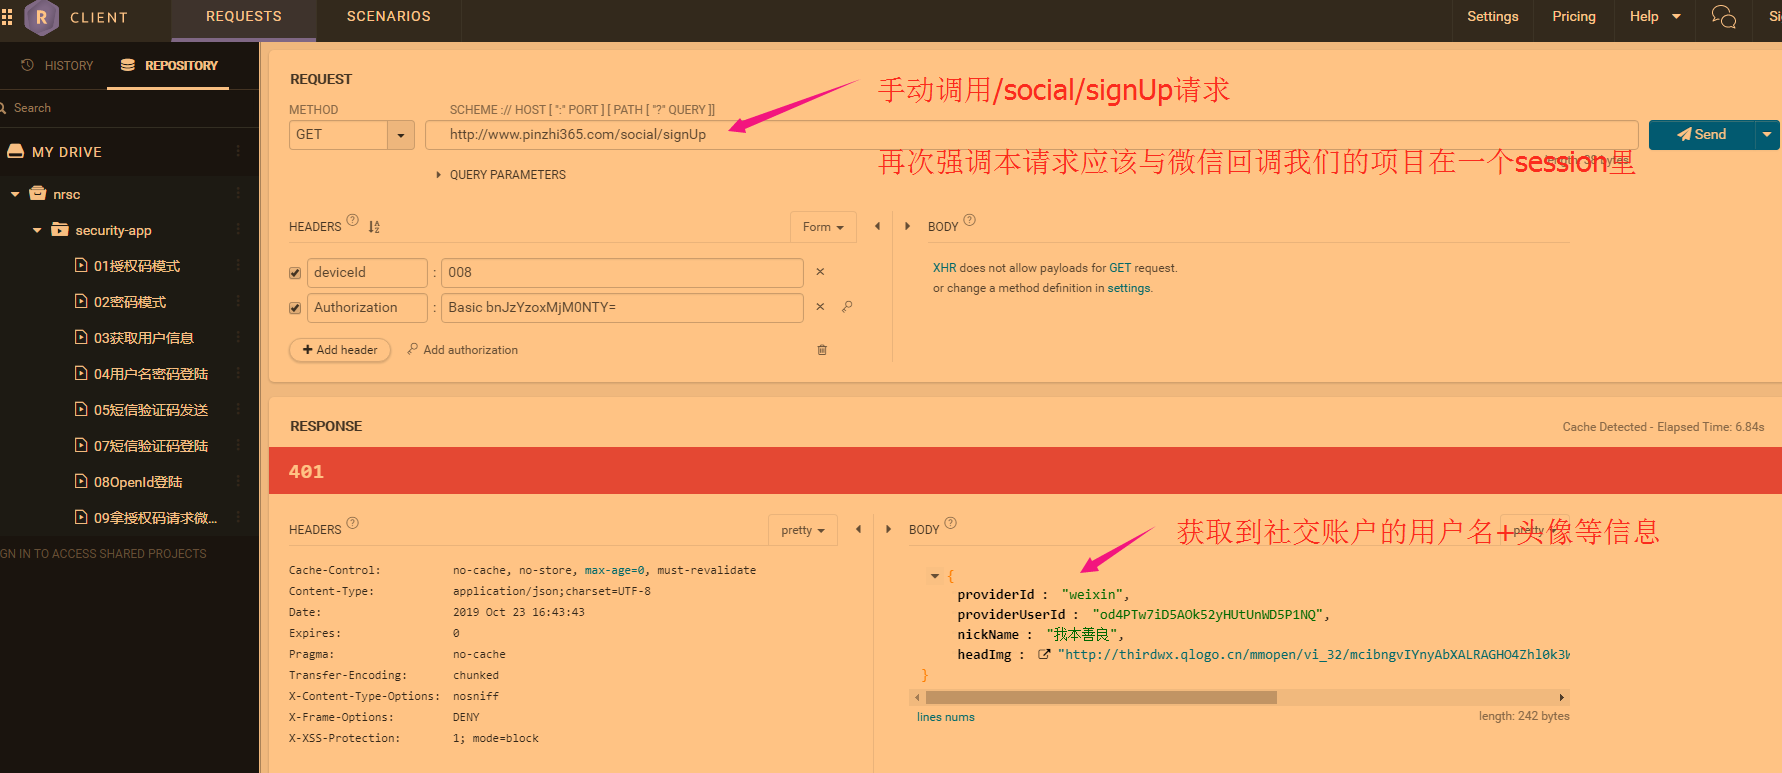 R CLIENT
REQUESTS
SCENARIOS
Settings
Pricing
Help
HISTORY
REPOSITORY
Search
MY DRIVE
nrsc
security-app
01授权码模式
02密码模式
03获取用户信息
04用户名密码登陆
05短信验证码发送
07短信验证码登陆
08OpenId登陆
09拿授权码请求微...
GN IN TO ACCESS SHARED PROJECTS
REQUEST
手动调用/social/signUp请求
METHOD
SCHEME :// HOST [ ":" PORT ] [ PATH [ "?" QUERY ]]
GET
http://www.pinzhi365.com/social/signUp
Send
length: 38 bytes
再次强调本请求应该与微信回调我们的项目在一个session里
QUERY PARAMETERS
HEADERS ?
Form
BODY ?
deviceId : 008
Authorization : Basic bnJzYzoxMjM0NTY=
+ Add header
Add authorization
XHR does not allow payloads for GET request.
or change a method definition in settings.
RESPONSE
Cache Detected - Elapsed Time: 6.84s
401
HEADERS ?
pretty
BODY ?
pretty
获取到社交账户的用户名+头像等信息
Cache-Control: no-cache, no-store, max-age=0, must-revalidate
Content-Type: application/json;charset=UTF-8
Date: 2019 Oct 23 16:43:43
Expires: 0
Pragma: no-cache
Transfer-Encoding: chunked
X-Content-Type-Options: nosniff
X-Frame-Options: DENY
X-XSS-Protection: 1; mode=block
{
providerId : "weixin",
providerUserId : "od4PTw7iD5AOk52yHUtUnWD5P1NQ",
nickName : "我本善良",
headImg : "http://thirdwx.qlogo.cn/mmopen/vi_32/mcibngvIYnyAbXALRAGHO4Zhl0k3W
}
lines nums
length: 242 bytes